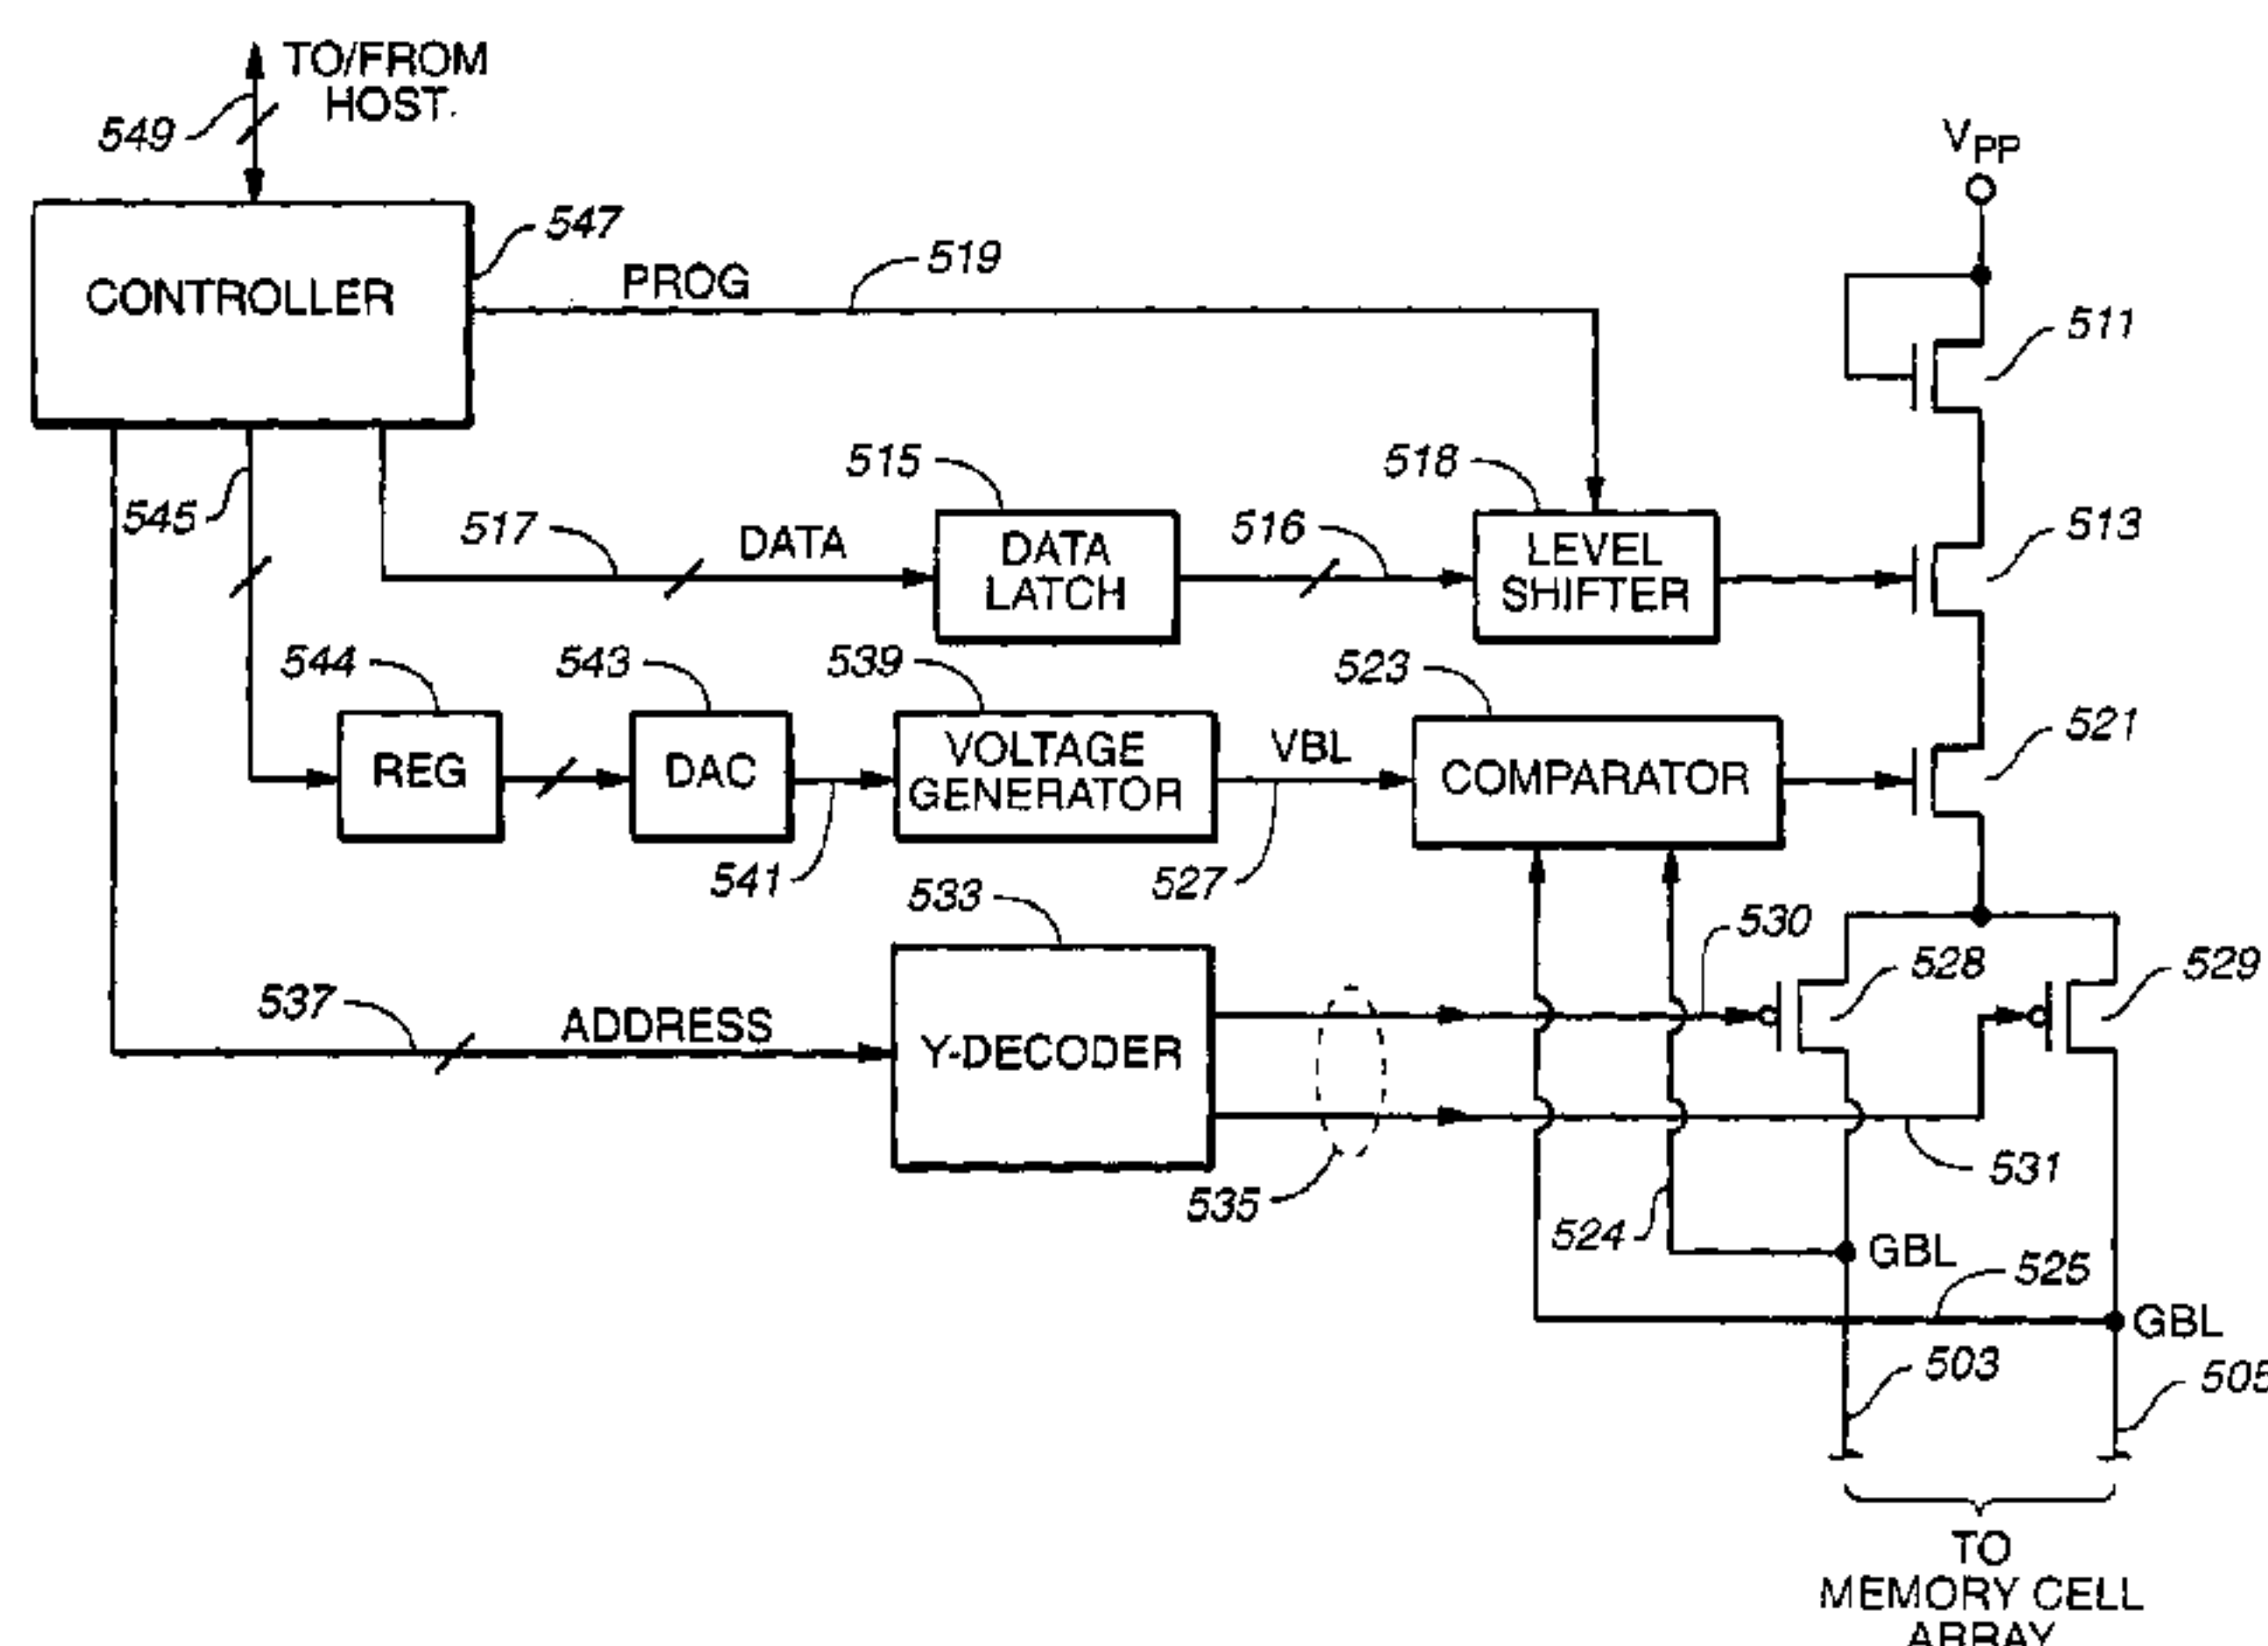 TO/FROM
HOST.
549
VPP
547
CONTROLLER
PROG
519
511
545
517
DATA
515
DATA
LATCH
516
518
LEVEL
SHIFTER
513
544
REG
543
DAC
541
539
VOLTAGE
GENERATOR
VBL
527
523
COMPARATOR
521
533
530
528
529
537
ADDRESS
Y-DECODER
535
531
524
GBL
525
GBL
503
505
TO
MEMORY CELL
ARRAY